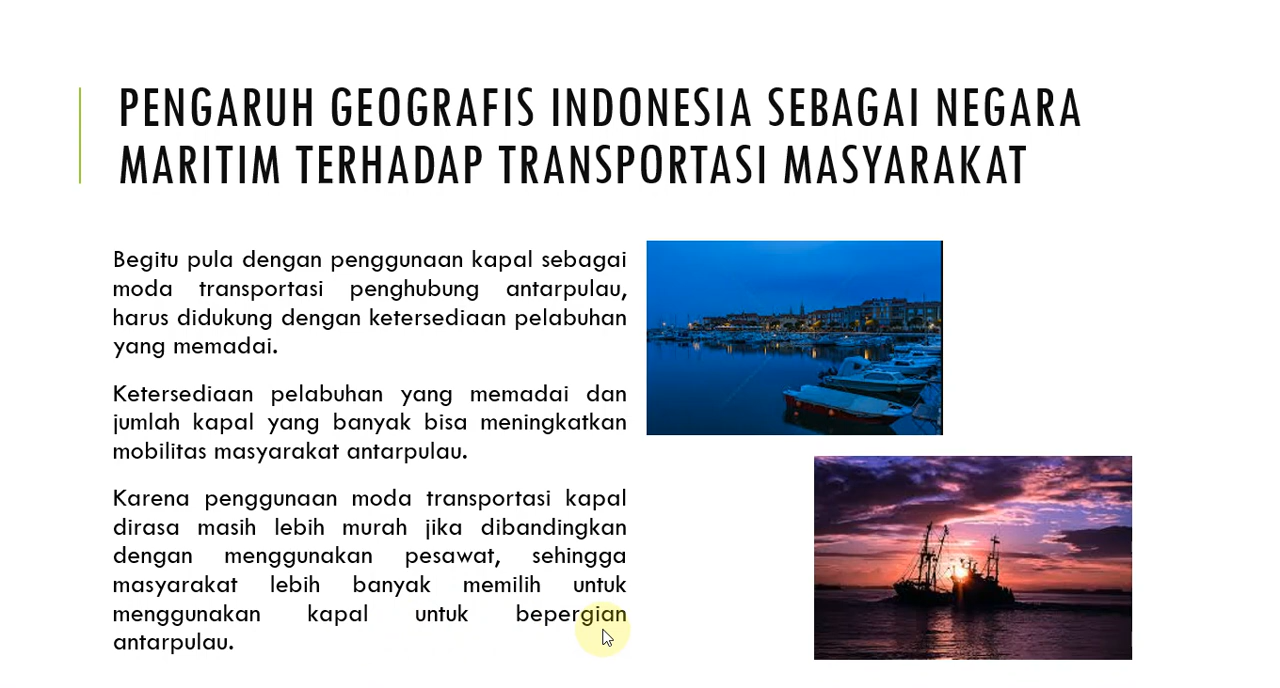 PENGARUH GEOGRAFIS INDONESIA SEBAGAI NEGARA
MARITIM TERHADAP TRANSPORTASI MASYARAKAT
Begitu pula dengan penggunaan kapal sebagai
moda transportasi penghubung antarpulau,
harus didukung dengan ketersediaan pelabuhan
yang memadai.
Ketersediaan pelabuhan yang memadai dan
jumlah kapal yang banyak bisa meningkatkan
mobilitas masyarakat antarpulau.
Karena penggunaan moda transportasi kapal
dirasa masih lebih murah jika dibandingkan
dengan menggunakan pesawat, sehingga
masyarakat lebih banyak memilih untuk
menggunakan kapal untuk bepergian
antarpulau.